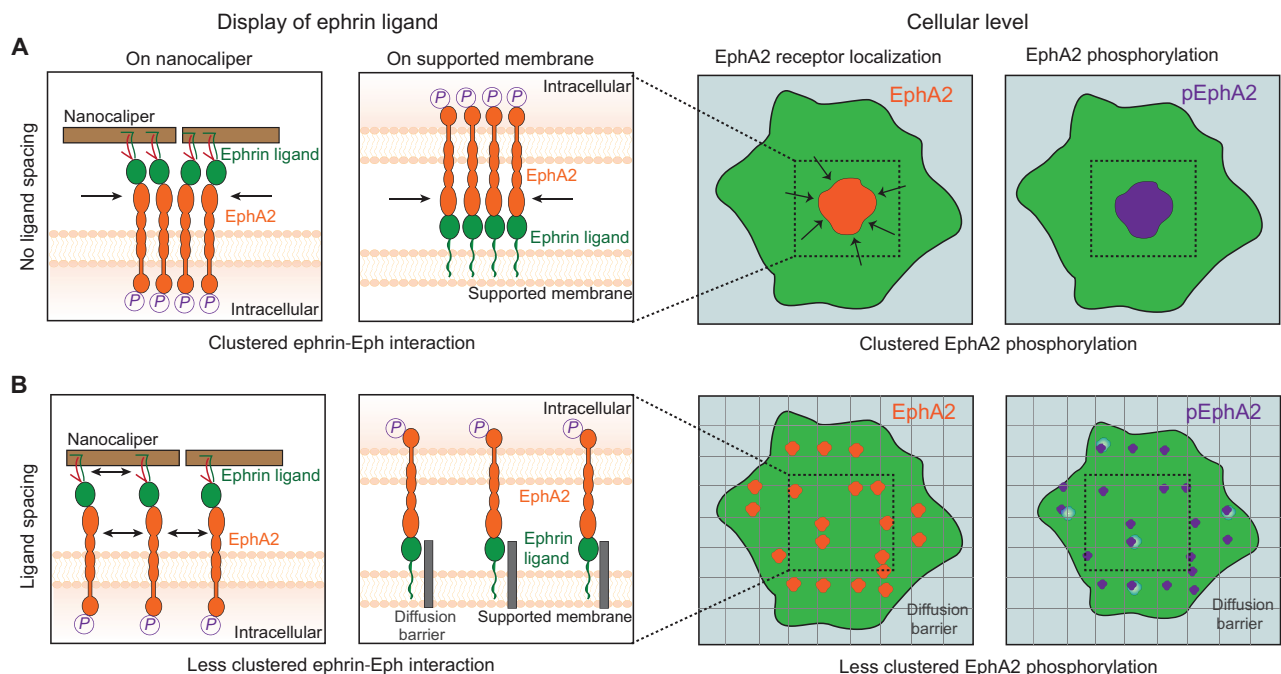 Display of ephrin ligand
Cellular level
A
On nanocaliper
On supported membrane
EphA2 receptor localization
EphA2 phosphorylation
No ligand spacing
Nanocaliper
Ephrin ligand
EphA2
P P P P
Intracellular
Intracellular
P P P P
EphA2
Ephrin ligand
Supported membrane
EphA2
pEphA2
Clustered ephrin-Eph interaction
Clustered EphA2 phosphorylation
B
Ligand spacing
Nanocaliper
Ephrin ligand
EphA2
P P P
Intracellular
Intracellular
P P P
EphA2
Ephrin
ligand
Supported membrane
Diffusion
barrier
EphA2
Diffusion
barrier
pEphA2
Diffusion
barrier
Less clustered ephrin-Eph interaction
Less clustered EphA2 phosphorylation